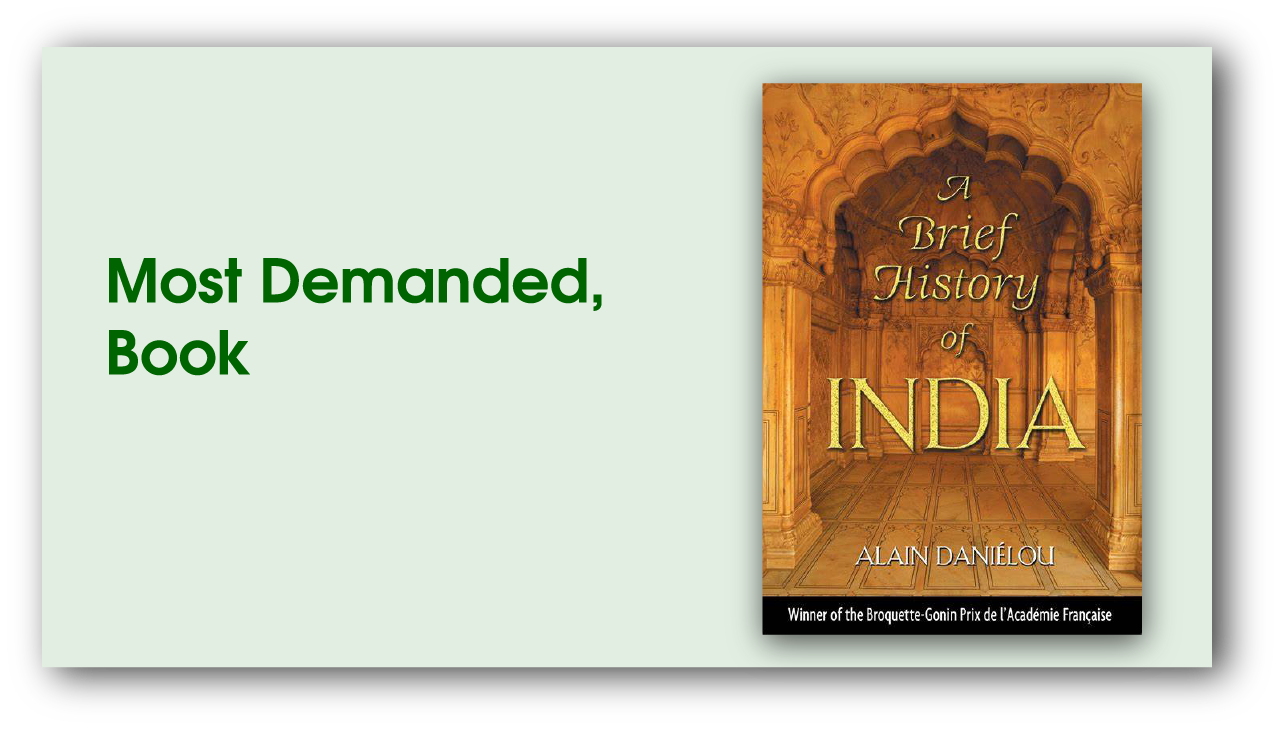 Most Demanded,
Book
A
Brief
History
of
INDIA
ALAIN DANIÉLOU
Winner of the Broquette-Gonin Prix de l'Académie Française